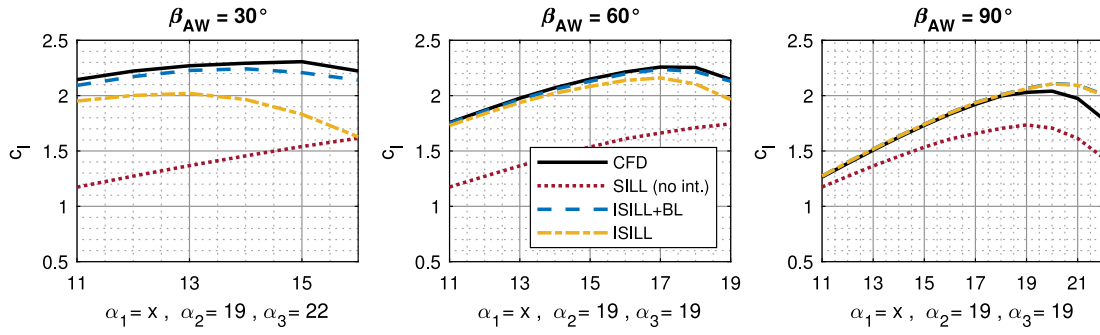 β_AW = 30°
c_l
2.5
2
1.5
1
0.5
11 13 15
α_1= x , α_2= 19 , α_3= 22
β_AW = 60°
c_l
2.5
2
1.5
1
0.5
CFD
SILL (no int.)
ISILL+BL
ISILL
11 13 15 17 19
α_1= x , α_2= 19 , α_3= 19
β_AW = 90°
c_l
2.5
2
1.5
1
0.5
11 13 15 17 19 21
α_1= x , α_2= 19 , α_3= 19